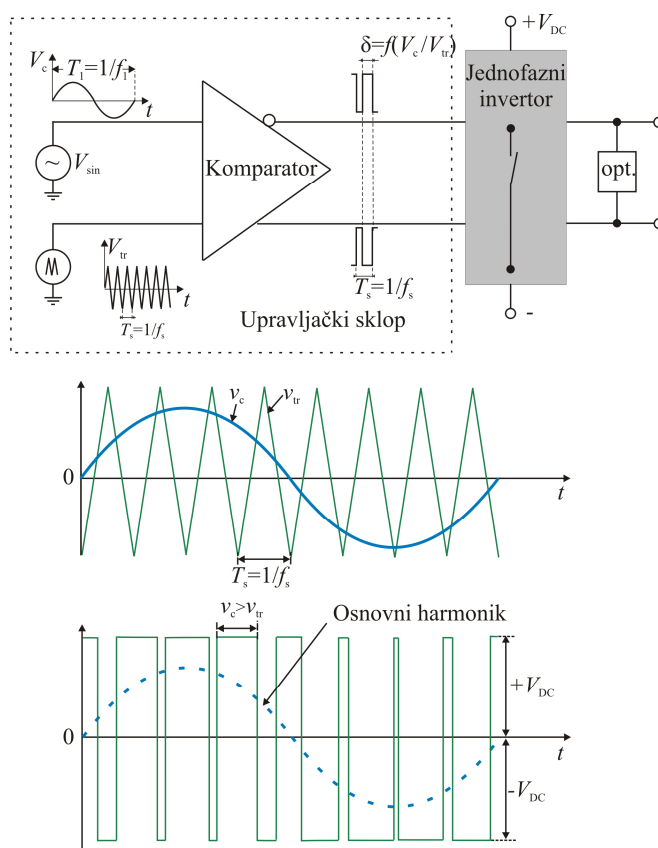 +V_DC
δ=f(V_c/V_tr)
V_c
T_1=1/f_1
t
Jednofazni
invertor
~
V_sin
Komparator
opt.
V_tr
t
T_s=1/f_s
T_s=1/f_s
Upravljački sklop
-
v_c
v_tr
0
t
T_s=1/f_s
v_c>v_tr
Osnovni harmonik
+V_DC
0
t
-V_DC